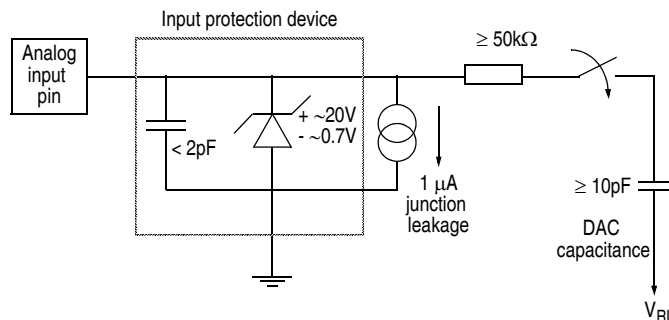 Input protection device
Analog
input
pin
≥ 50kΩ
+ ~20V
- ~0.7V
< 2pF
1 µA
junction
leakage
≥ 10pF
DAC
capacitance